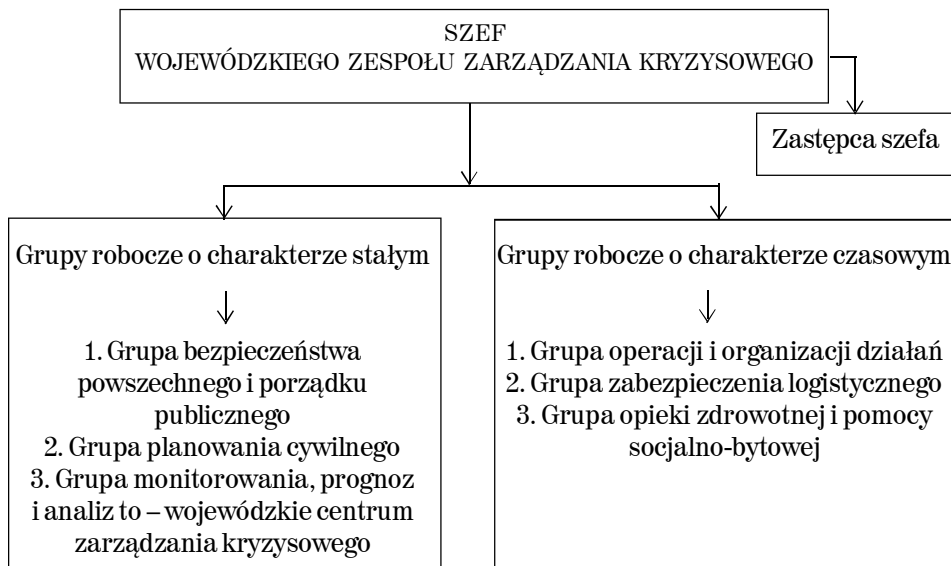 SZEF
WOJEWÓDZKIEGO ZESPOŁU ZARZĄDZANIA KRYZYSOWEGO
Zastępca szefa
Grupy robocze o charakterze stałym
1. Grupa bezpieczeństwa
powszechnego i porządku
publicznego
2. Grupa planowania cywilnego
3. Grupa monitorowania, prognoz
i analiz to – wojewódzkie centrum
zarządzania kryzysowego
Grupy robocze o charakterze czasowym
1. Grupa operacji i organizacji działań
2. Grupa zabezpieczenia logistycznego
3. Grupa opieki zdrowotnej i pomocy
socjalno-bytowej